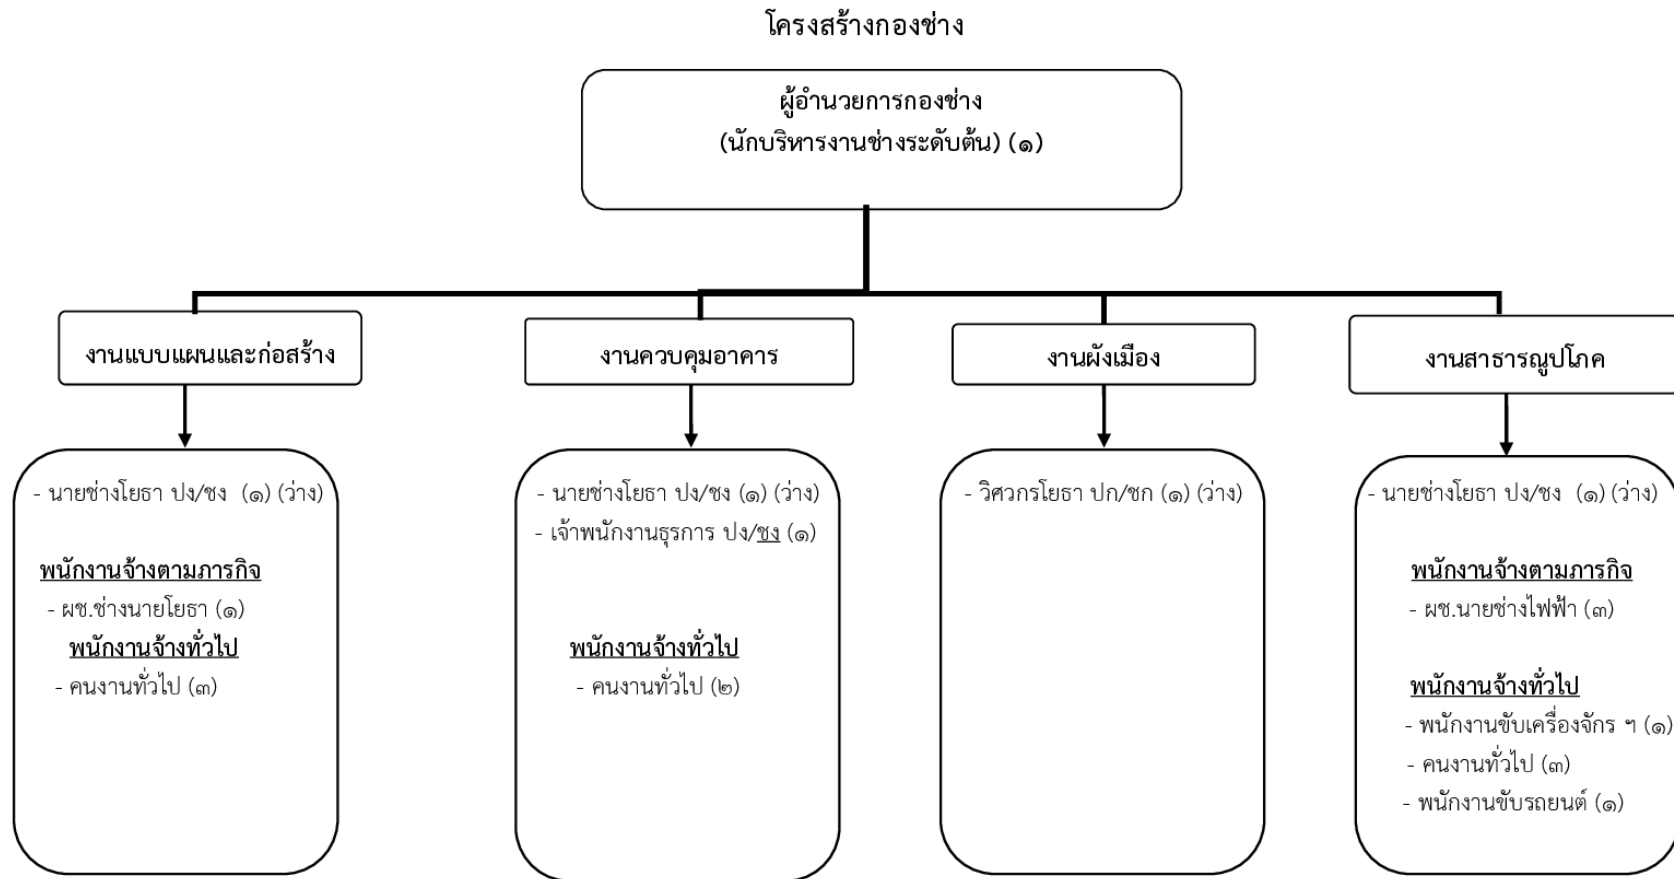 โครงสร้างกองช่าง
ผู้อำนวยการกองช่าง
(นักบริหารงานช่างระดับต้น) (๑)
งานแบบแผนและก่อสร้าง
งานควบคุมอาคาร
งานผังเมือง
งานสาธารณูปโภค
- นายช่างโยธา ปง/ชง (๑) (ว่าง)
พนักงานจ้างตามภารกิจ
- ผช.ช่างนายโยธา (๑)
พนักงานจ้างทั่วไป
- คนงานทั่วไป (๓)
- นายช่างโยธา ปง/ชง (๑) (ว่าง)
- เจ้าพนักงานธุรการ ปง/ชง (๑)
พนักงานจ้างทั่วไป
- คนงานทั่วไป (๒)
- วิศวกรโยธา ปก/ชก (๑) (ว่าง)
- นายช่างโยธา ปง/ชง (๑) (ว่าง)
พนักงานจ้างตามภารกิจ
- ผช.นายช่างไฟฟ้า (๓)
พนักงานจ้างทั่วไป
- พนักงานขับเครื่องจักร ฯ (๑)
- คนงานทั่วไป (๓)
- พนักงานขับรถยนต์ (๑)